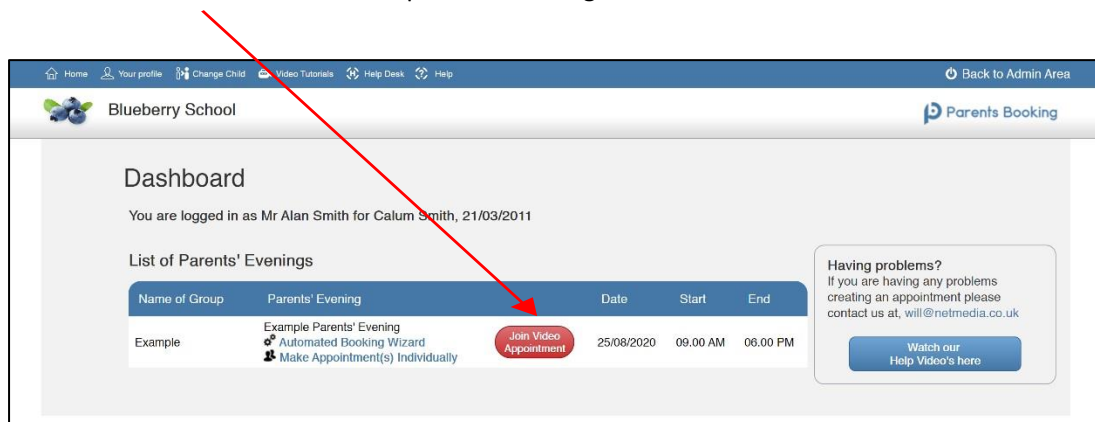 Home Your profile Change Child Video Tutorials Help Desk Help Back to Admin Area
Blueberry School Parents Booking
Dashboard
You are logged in as Mr Alan Smith for Calum Smith, 21/03/2011
List of Parents' Evenings
Name of Group Parents' Evening Date Start End
Example
Example Parents' Evening
Automated Booking Wizard
Make Appointment(s) Individually
Join Video
Appointment
25/08/2020 09.00 AM 06.00 PM
Having problems?
If you are having any problems
creating an appointment please
contact us at, will@netmedia.co.uk
Watch our
Help Video's here